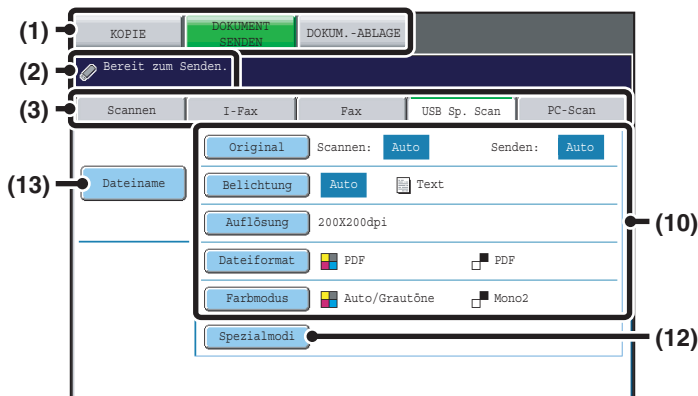 (1) KOPIE DOKUMENT SENDEN DOKUM.-ABLAGE
(2) Bereit zum Senden.
(3) Scannen I-Fax Fax USB Sp. Scan PC-Scan
Original Scannen: Auto Senden: Auto
(13) Dateiname Belichtung Auto Text
Auflösung 200X200dpi (10)
Dateiformat PDF PDF
Farbmodus Auto/Grautöne Mono2
Spezialmodi (12)